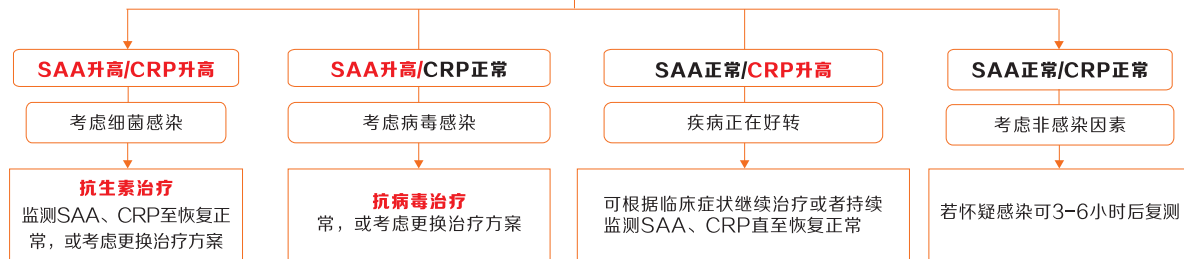 SAA升高/CRP升高
考虑细菌感染
抗生素治疗
监测SAA、CRP至恢复正
常，或考虑更换治疗方案
SAA升高/CRP正常
考虑病毒感染
抗病毒治疗
常，或考虑更换治疗方案
SAA正常/CRP升高
疾病正在好转
可根据临床症状继续治疗或者持续
监测SAA、CRP直至恢复正常
SAA正常/CRP正常
考虑非感染因素
若怀疑感染可3-6小时后复测